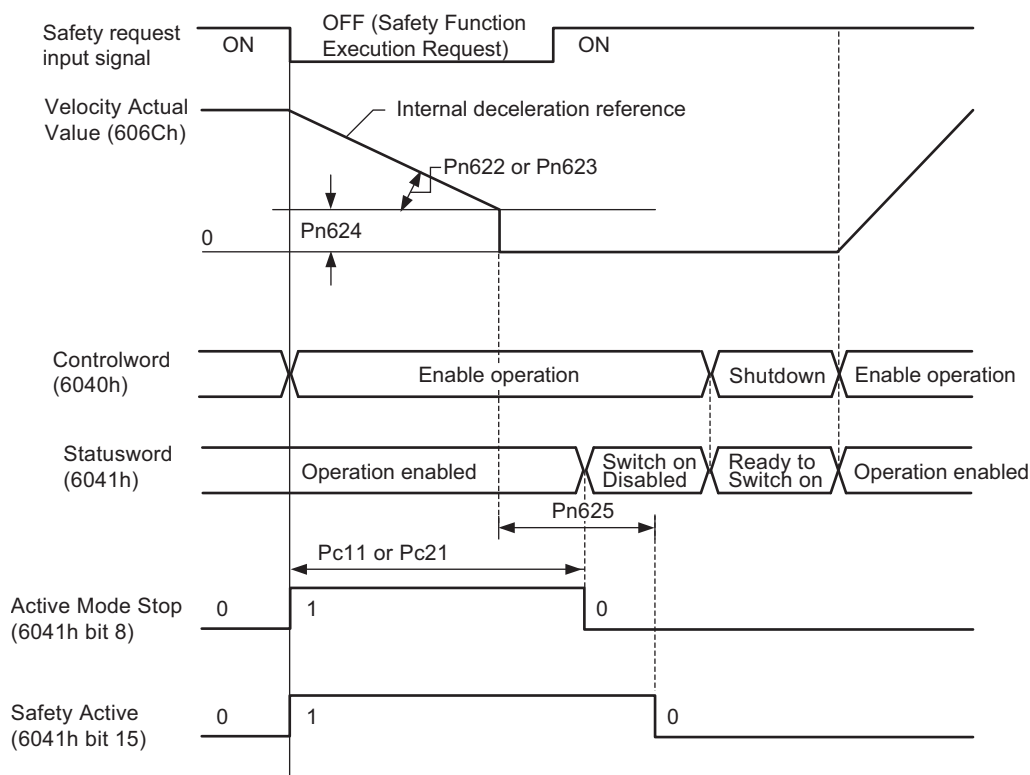 Safety request
input signal
ON
OFF (Safety Function
Execution Request)
ON
Velocity Actual
Value (606Ch)
Internal deceleration reference
Pn622 or Pn623
Pn624
0
Controlword
(6040h)
Enable operation
Shutdown
Enable operation
Statusword
(6041h)
Operation enabled
Switch on
Disabled
Ready to
Switch on
Operation enabled
Pn625
Pc11 or Pc21
Active Mode Stop
(6041h bit 8)
0
1
0
Safety Active
(6041h bit 15)
0
1
0